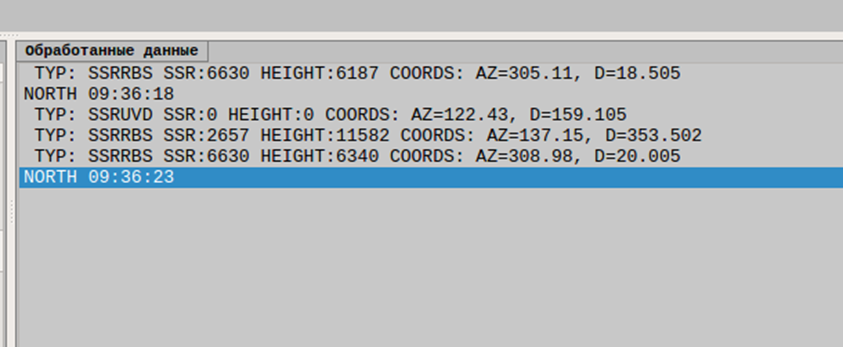 Обработанные данные
TYP: SSRRBS SSR:6630 HEIGHT:6187 COORDS: AZ=305.11, D=18.505
NORTH 09:36:18
TYP: SSRUVD SSR:0 HEIGHT:0 COORDS: AZ=122.43, D=159.105
TYP: SSRRBS SSR:2657 HEIGHT:11582 COORDS: AZ=137.15, D=353.502
TYP: SSRRBS SSR:6630 HEIGHT:6340 COORDS: AZ=308.98, D=20.005
NORTH 09:36:23